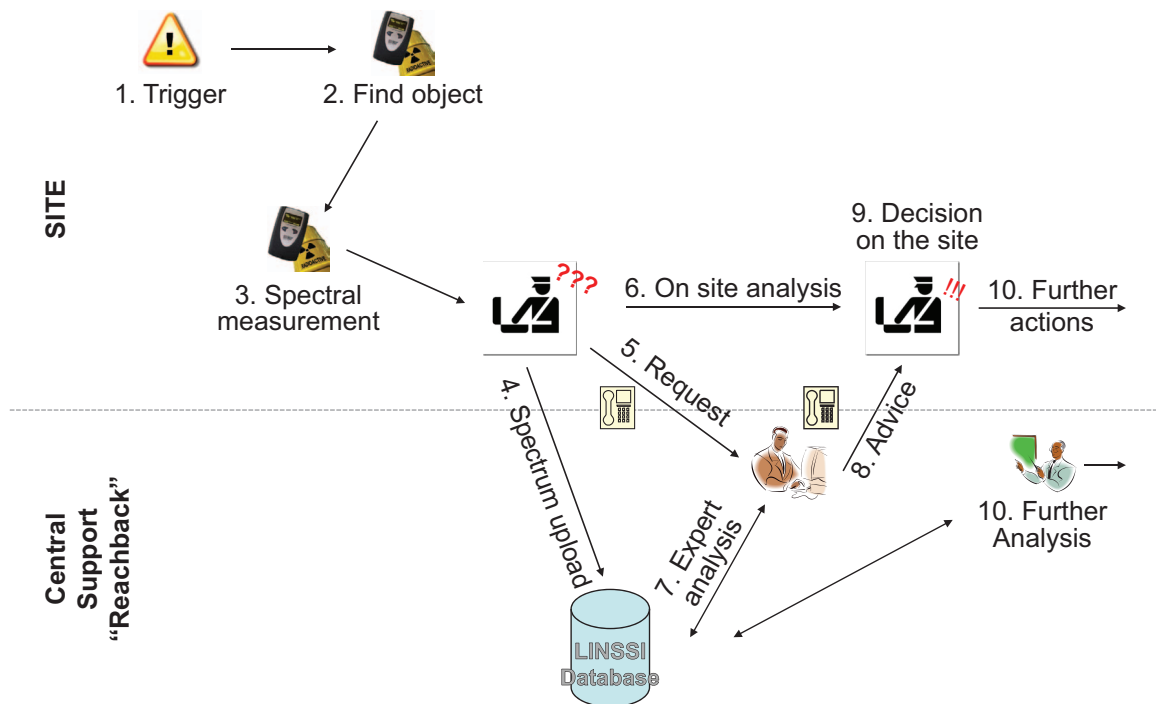 1. Trigger
2. Find object
SITE
3. Spectral
measurement
???
6. On site analysis
9. Decision
on the site
!!!
10. Further
actions
4. Spectrum upload
5. Request
8. Advice
Central
Support
“Reachback”
7. Expert
analysis
10. Further
Analysis
LINSSI
Database
RADIOACTIVE
RADIOACTIVE
!